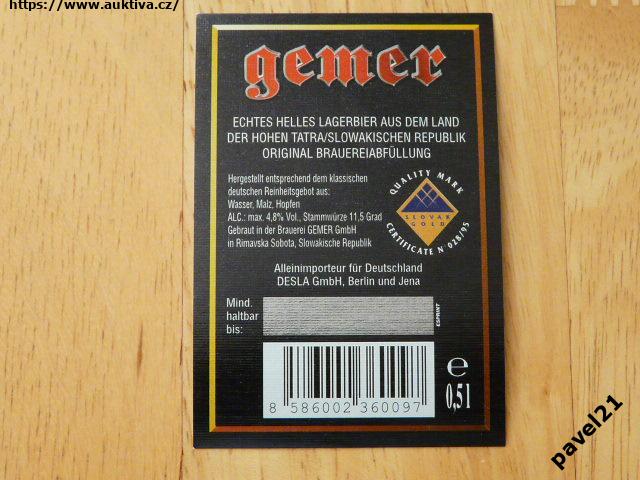 https://www.auktiva.cz/
gemer
ECHTES HELLES LAGERBIER AUS DEM LAND
DER HOHEN TATRA/SLOWAKISCHEN REPUBLIK
ORIGINAL BRAUEREIABFÜLLUNG
Hergestellt entsprechend dem klassischen
deutschen Reinheitsgebot aus:
Wasser, Malz, Hopfen
ALC.: max. 4,8% Vol., Stammwürze 11,5 Grad
Gebraut in der Brauerei GEMER GmbH
in Rimavska Sobota, Slowakische Republik
QUALITY MARK
SLOVAK
GOLD
CERTIFICATE N° 028/95
Alleinimporteur für Deutschland
DESLA GmbH, Berlin und Jena
Mind.
haltbar
bis:
ESPRINT
8 586002 360097
e
0,5 l
pavel21